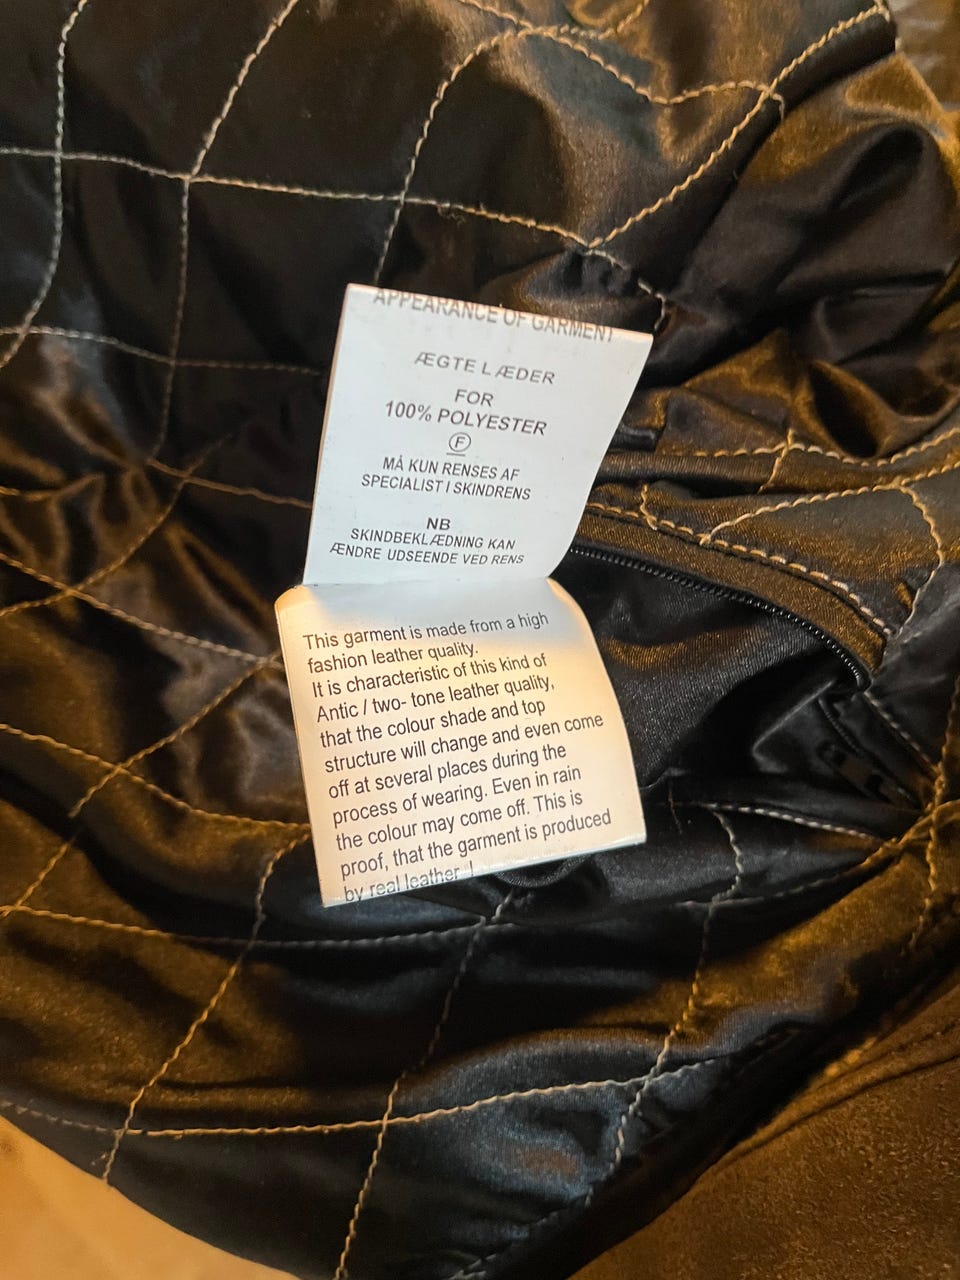 APPEARANCE OF GARMENT
ÆGTE LÆDER
FOR
100% POLYESTER
F
MÅ KUN RENSES AF
SPECIALIST I SKINDRENS
NB
SKINDBEKLÆDNING KAN
ÆNDRE UDSEENDE VED RENS
This garment is made from a high
fashion leather quality.
It is characteristic of this kind of
Antic / two- tone leather quality,
that the colour shade and top
structure will change and even come
off at several places during the
process of wearing. Even in rain
the colour may come off. This is
proof, that the garment is produced
by real leather !